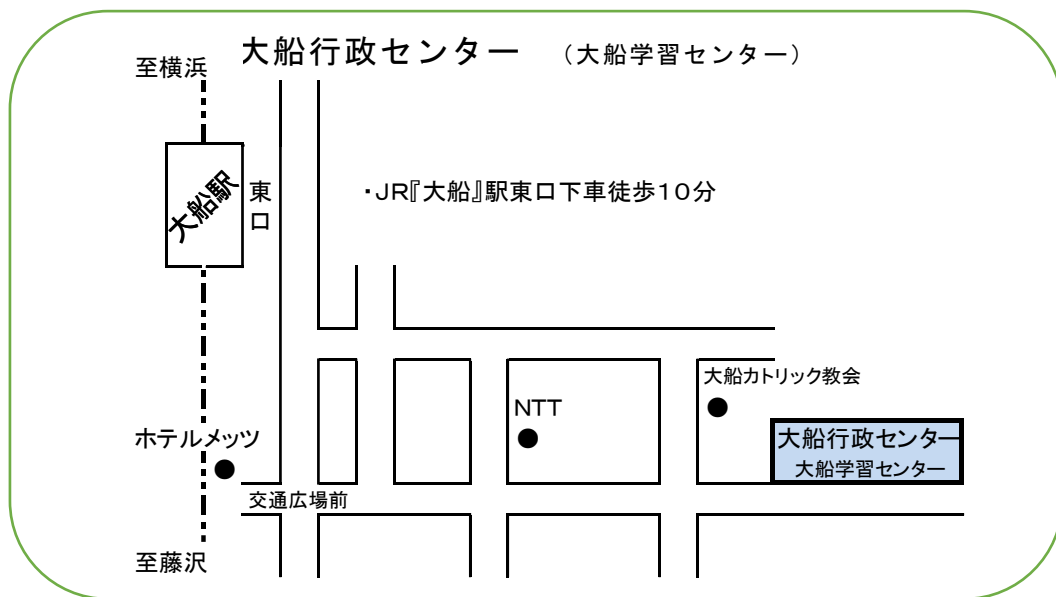 大船行政センター （大船学習センター）
至横浜
大船駅
東口
・JR『大船』駅東口下車徒歩１０分
大船カトリック教会
NTT
ホテルメッツ
大船行政センター
大船学習センター
交通広場前
至藤沢